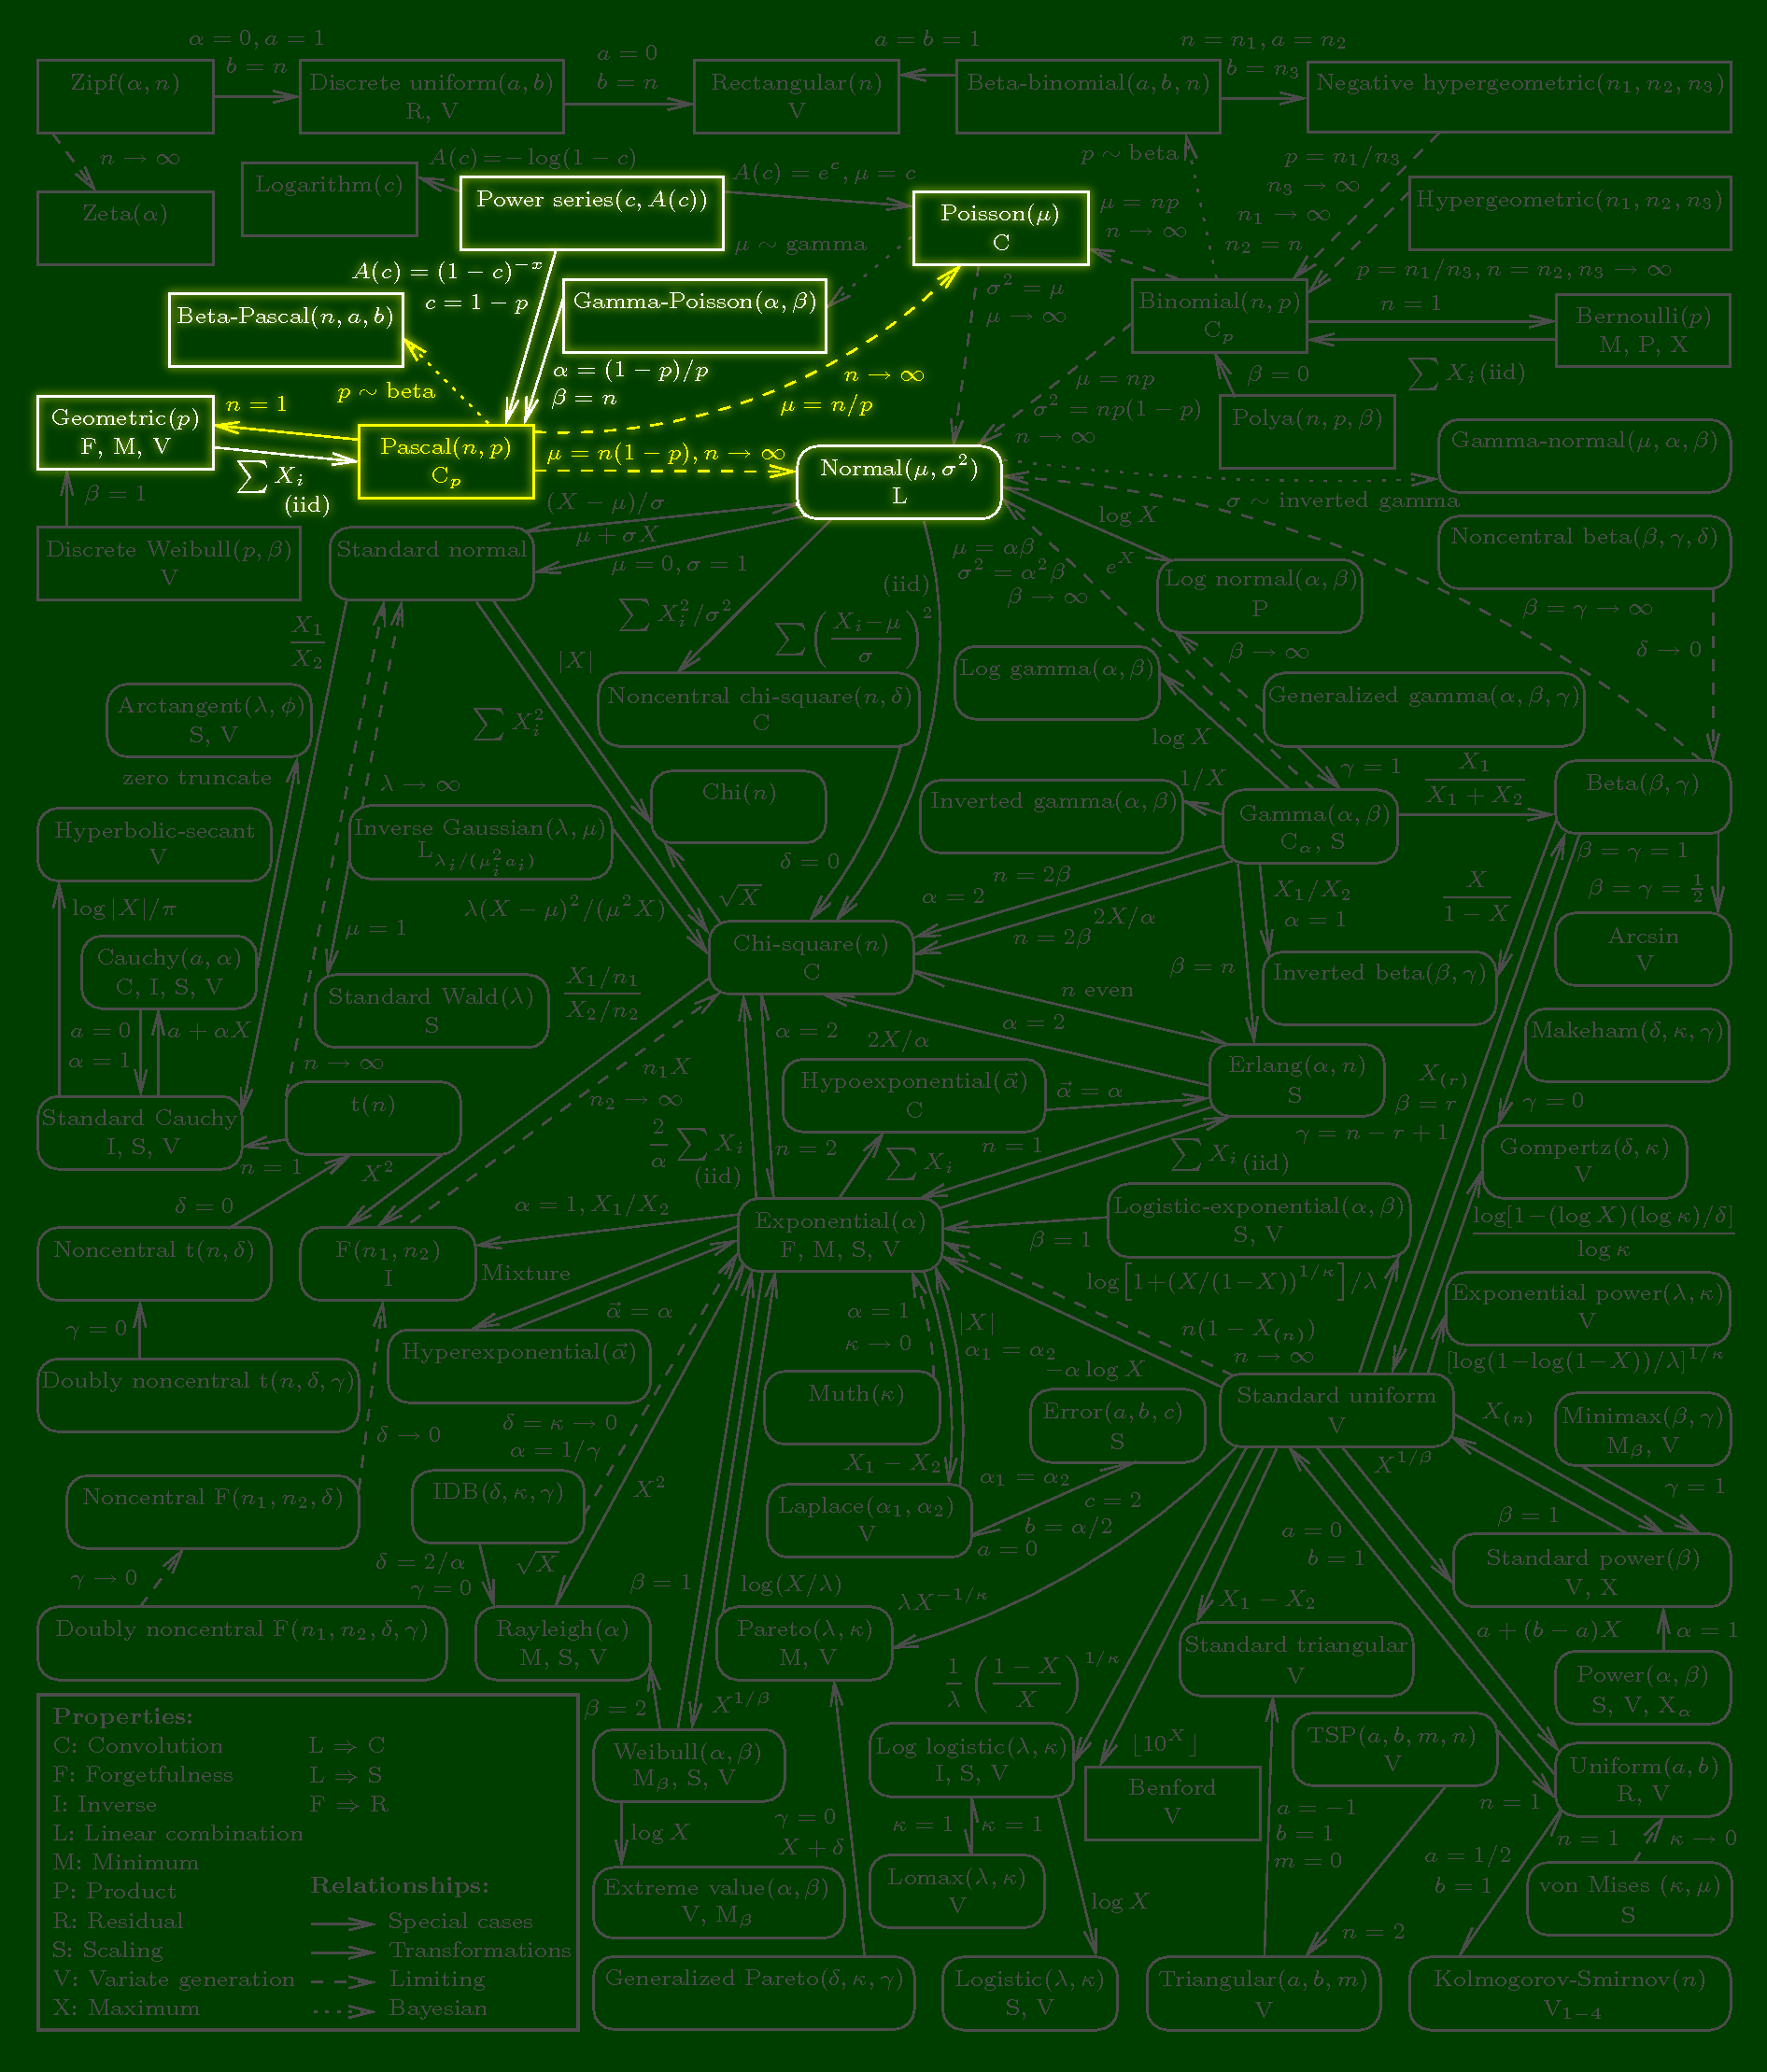 α = 0, a = 1
b = n
a = 0
b = n
a = b = 1
n = n₁, a = n₂
b = n₃
Zipf(α, n)
Discrete uniform(a, b)
R, V
Rectangular(n)
V
Beta-binomial(a, b, n)
Negative hypergeometric(n₁, n₂, n₃)
n → ∞
Zeta(α)
Logarithm(c)
A(c) = − log(1 − c)
Power series(c, A(c))
A(c) = eᶜ, μ = c
Poisson(μ)
C
μ ∼ gamma
p ∼ beta
p = n₁/n₃
n₃ → ∞
n₁ → ∞
n₂ = n
μ = np
n → ∞
Hypergeometric(n₁, n₂, n₃)
p = n₁/n₃, n = n₂, n₃ → ∞
A(c) = (1 − c)⁻ˣ
c = 1 − p
Beta-Pascal(n, a, b)
Gamma-Poisson(α, β)
σ² = μ
μ → ∞
Binomial(n, p)
Cₚ
n = 1
Bernoulli(p)
M, P, X
∑ Xᵢ (iid)
p ∼ beta
α = (1 − p)/p
β = n
n → ∞
μ = n/p
μ = np
σ² = np(1 − p)
n → ∞
β = 0
Polya(n, p, β)
Geometric(p)
F, M, V
n = 1
∑ Xᵢ
(iid)
Pascal(n, p)
Cₚ
μ = n(1 − p), n → ∞
Normal(μ, σ²)
L
Gamma-normal(μ, α, β)
σ ∼ inverted gamma
β = 1
Discrete Weibull(p, β)
V
Standard normal
(X − μ)/σ
μ + σX
μ = 0, σ = 1
log X
eˣ
Noncentral beta(β, γ, δ)
μ = αβ
σ² = α²β
β → ∞
Log normal(α, β)
P
(iid)
∑ Xᵢ²/σ²
∑ ((Xᵢ−μ)/σ)²
β = γ → ∞
δ → 0
X₁/X₂
|X|
∑ Xᵢ²
β → ∞
Log gamma(α, β)
Noncentral chi-square(n, δ)
C
Generalized gamma(α, β, γ)
Arctangent(λ, φ)
S, V
zero truncate
λ → ∞
log X
γ = 1
X₁/(X₁ + X₂)
Beta(β, γ)
Chi(n)
Inverted gamma(α, β)
1/X
Gamma(α, β)
C_α, S
Hyperbolic-secant
V
Inverse Gaussian(λ, μ)
L_{λᵢ/(μᵢ²aᵢ)}
δ = 0
β = γ = 1
β = γ = 1/2
n = 2β
α = 2
2X/α
n = 2β
X₁/X₂
α = 1
X/(1 − X)
√X
λ(X − μ)²/(μ²X)
log |X|/π
μ = 1
Arcsin
V
Chi-square(n)
C
Cauchy(a, α)
C, I, S, V
β = n
Inverted beta(β, γ)
Standard Wald(λ)
S
(X₁/n₁)/(X₂/n₂)
n even
α = 2
α = 2
2X/α
a = 0
α = 1
a + αX
n → ∞
n₁X
n₂ → ∞
Hypoexponential(α⃗)
C
α⃗ = α
Erlang(α, n)
S
Makeham(δ, κ, γ)
X₍ᵣ₎
β = r
γ = n − r + 1
γ = 0
Standard Cauchy
I, S, V
t(n)
n = 1
X²
δ = 0
2/α ∑ Xᵢ
(iid)
n = 2
∑ Xᵢ
n = 1
∑ Xᵢ (iid)
Gompertz(δ, κ)
V
log[1−(log X)(log κ)/δ]
log κ
α = 1, X₁/X₂
Exponential(α)
F, M, S, V
Logistic-exponential(α, β)
S, V
β = 1
Noncentral t(n, δ)
F(n₁, n₂)
I
Mixture
α⃗ = α
log[1+(X/(1−X))^{1/κ}]/λ
Exponential power(λ, κ)
V
[log(1−log(1−X))/λ]^{1/κ}
γ = 0
Doubly noncentral t(n, δ, γ)
Hyperexponential(α⃗)
α = 1
κ → 0
|X|
α₁ = α₂
n(1 − X₍ₙ₎)
n → ∞
−α log X
Muth(κ)
Error(a, b, c)
S
Standard uniform
V
X₍ₙ₎
Minimax(β, γ)
M_β, V
δ → 0
δ = κ → 0
α = 1/γ
X₁ − X₂
α₁ = α₂
X^{1/β}
γ = 1
β = 1
Noncentral F(n₁, n₂, δ)
IDB(δ, κ, γ)
X²
Laplace(α₁, α₂)
V
c = 2
b = α/2
a = 0
a = 0
b = 1
Standard power(β)
V, X
γ → 0
δ = 2/α
γ = 0
√X
β = 1
log(X/λ)
λX^{−1/κ}
X₁ − X₂
a + (b − a)X
α = 1
Doubly noncentral F(n₁, n₂, δ, γ)
Rayleigh(α)
M, S, V
Pareto(λ, κ)
M, V
Standard triangular
V
Power(α, β)
S, V, X_α
1/λ ((1 − X)/X)^{1/κ}
β = 2
X^{1/β}
Properties:
C: Convolution
F: Forgetfulness
I: Inverse
L: Linear combination
M: Minimum
P: Product
R: Residual
S: Scaling
V: Variate generation
X: Maximum
L ⇒ C
L ⇒ S
F ⇒ R
Relationships:
Special cases
Transformations
Limiting
Bayesian
Weibull(α, β)
M_β, S, V
Log logistic(λ, κ)
I, S, V
⌊10ˣ⌋
Benford
V
TSP(a, b, m, n)
V
Uniform(a, b)
R, V
log X
γ = 0
X + δ
κ = 1
κ = 1
a = −1
b = 1
m = 0
n = 1
n = 1
κ → 0
a = 1/2
b = 1
Extreme value(α, β)
V, M_β
Lomax(λ, κ)
V
log X
n = 2
von Mises (κ, μ)
S
Generalized Pareto(δ, κ, γ)
Logistic(λ, κ)
S, V
Triangular(a, b, m)
V
Kolmogorov-Smirnov(n)
V₁₋₄